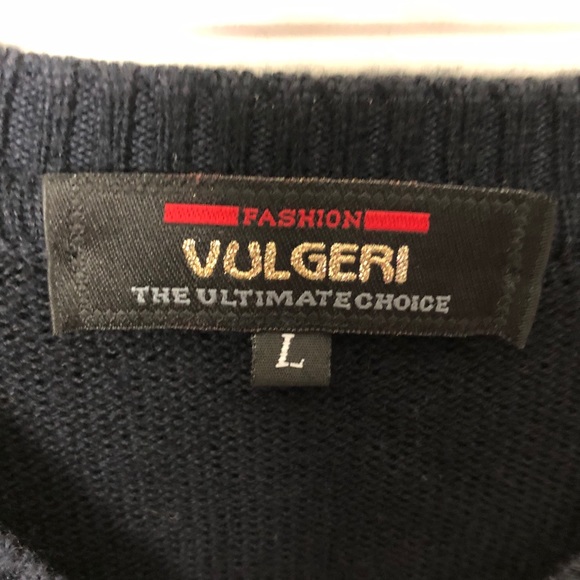 FASHION
VULGERI
THE ULTIMATE CHOICE
L